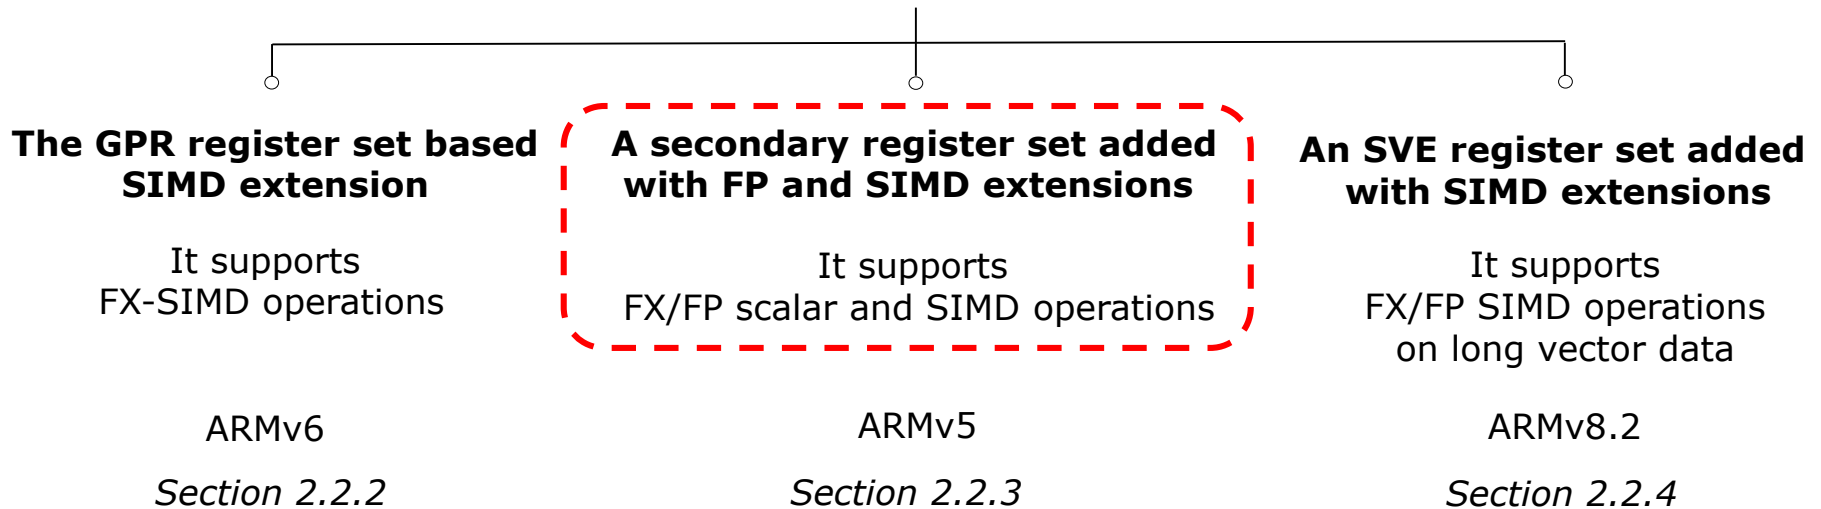 The GPR register set based
SIMD extension
It supports
FX-SIMD operations
ARMv6
Section 2.2.2
A secondary register set added
with FP and SIMD extensions
It supports
FX/FP scalar and SIMD operations
ARMv5
Section 2.2.3
An SVE register set added
with SIMD extensions
It supports
FX/FP SIMD operations
on long vector data
ARMv8.2
Section 2.2.4